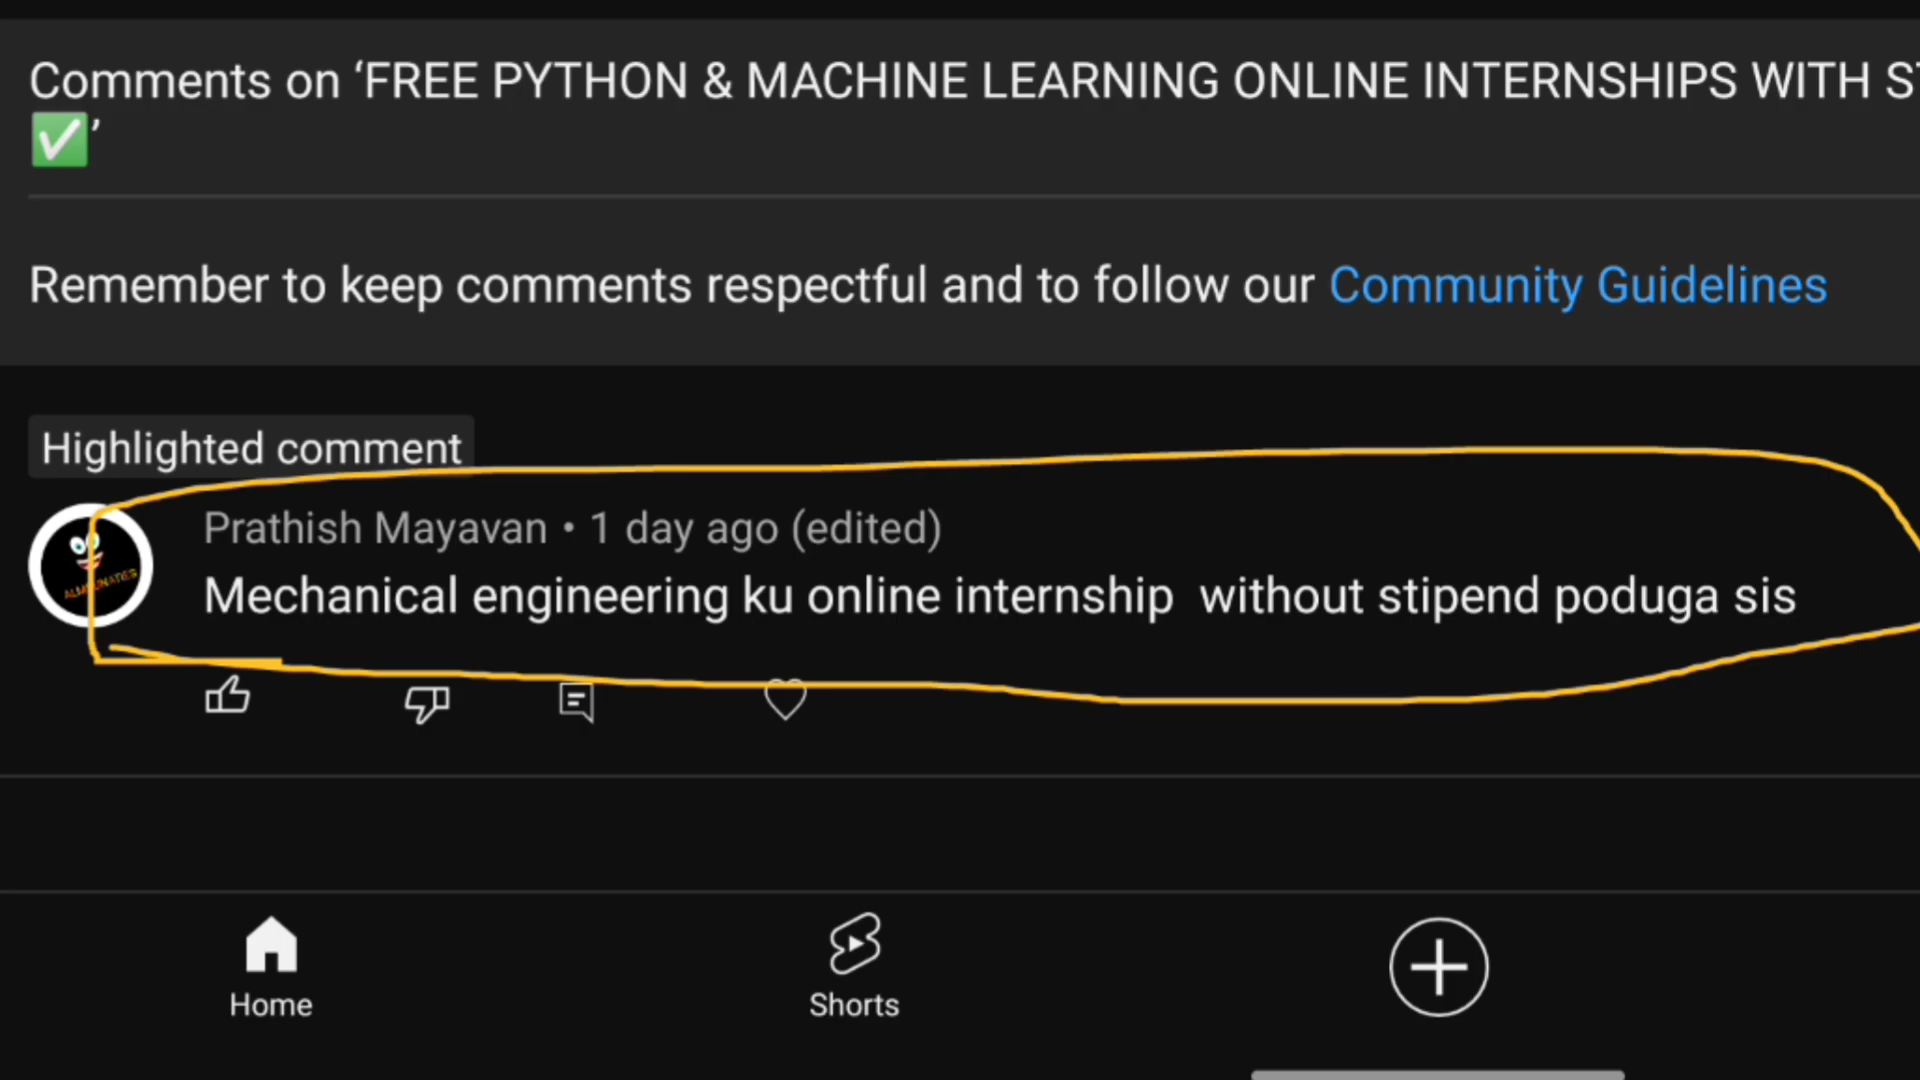 Comments on ‘FREE PYTHON & MACHINE LEARNING ONLINE INTERNSHIPS WITH ST
✅’
Remember to keep comments respectful and to follow our Community Guidelines
Highlighted comment
Prathish Mayavan • 1 day ago (edited)
Mechanical engineering ku online internship  without stipend poduga sis
Home
Shorts